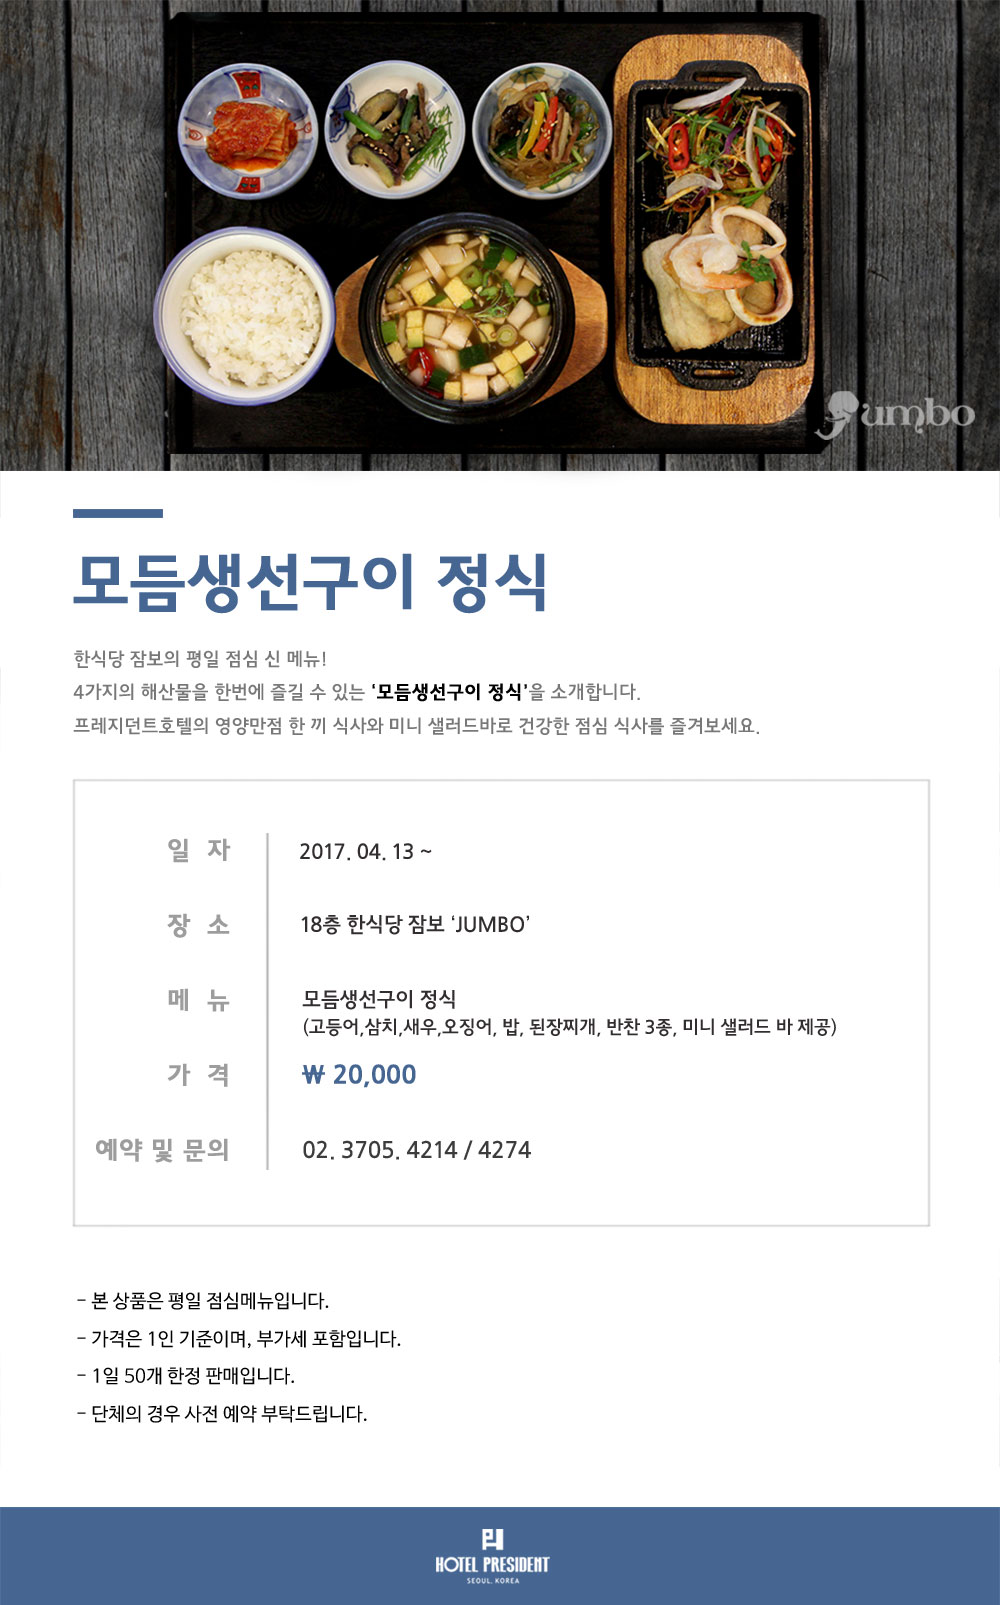 Jumbo
모듬생선구이 정식
한식당 잠보의 평일 점심 신 메뉴!
4가지의 해산물을 한번에 즐길 수 있는 ‘모듬생선구이 정식’을 소개합니다.
프레지던트호텔의 영양만점 한 끼 식사와 미니 샐러드바로 건강한 점심 식사를 즐겨보세요.
일 자 2017. 04. 13 ~
장 소 18층 한식당 잠보 ‘JUMBO’
메 뉴 모듬생선구이 정식
(고등어,삼치,새우,오징어, 밥, 된장찌개, 반찬 3종, 미니 샐러드 바 제공)
가 격 ₩ 20,000
예약 및 문의 02. 3705. 4214 / 4274
- 본 상품은 평일 점심메뉴입니다.
- 가격은 1인 기준이며, 부가세 포함입니다.
- 1일 50개 한정 판매입니다.
- 단체의 경우 사전 예약 부탁드립니다.
HOTEL PRESIDENT
SEOUL, KOREA